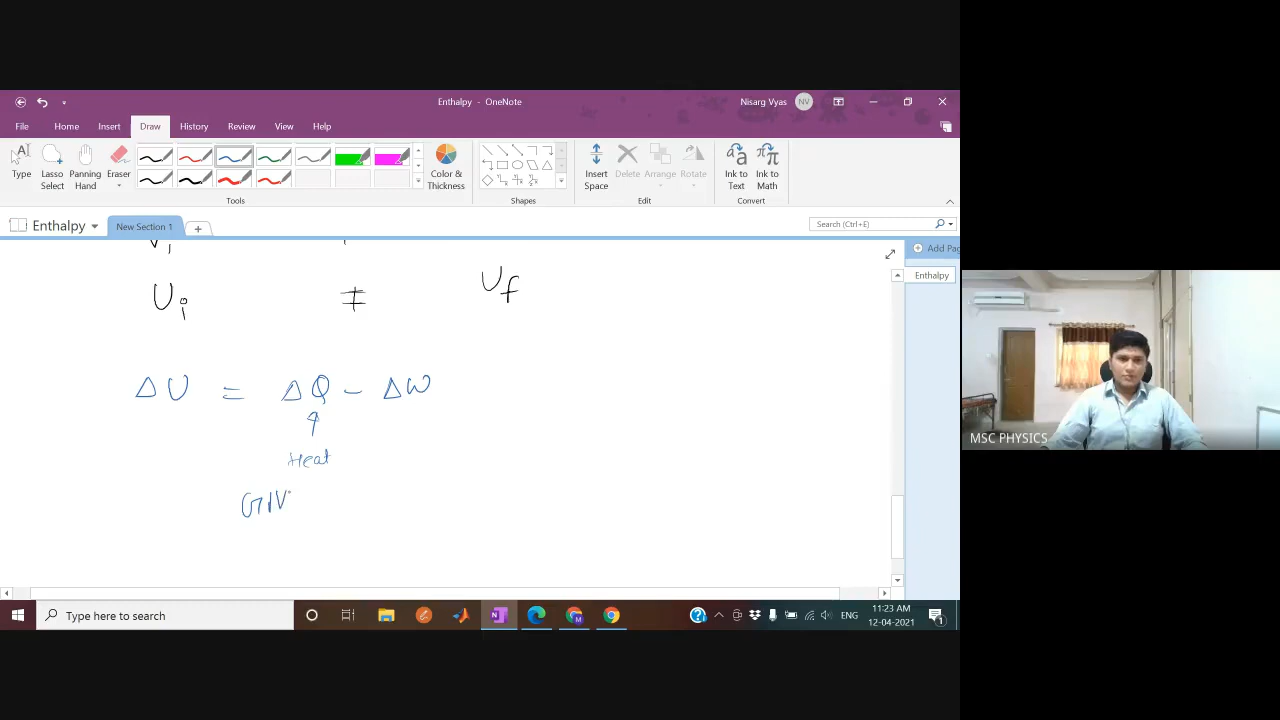 Enthalpy - OneNote
Nisarg Vyas NV
File Home Insert Draw History Review View Help
Type Lasso Select Panning Hand Eraser Color & Thickness Insert Space Delete Arrange Rotate Ink to Text Ink to Math
Tools Shapes Edit Convert
Enthalpy New Section 1 + Search (Ctrl+E)
Add Pag
Enthalpy
Ui ≠ Uf
ΔU = ΔQ - ΔW
Heat
GIV
MSC PHYSICS
Type here to search
ENG 11:23 AM
12-04-2021